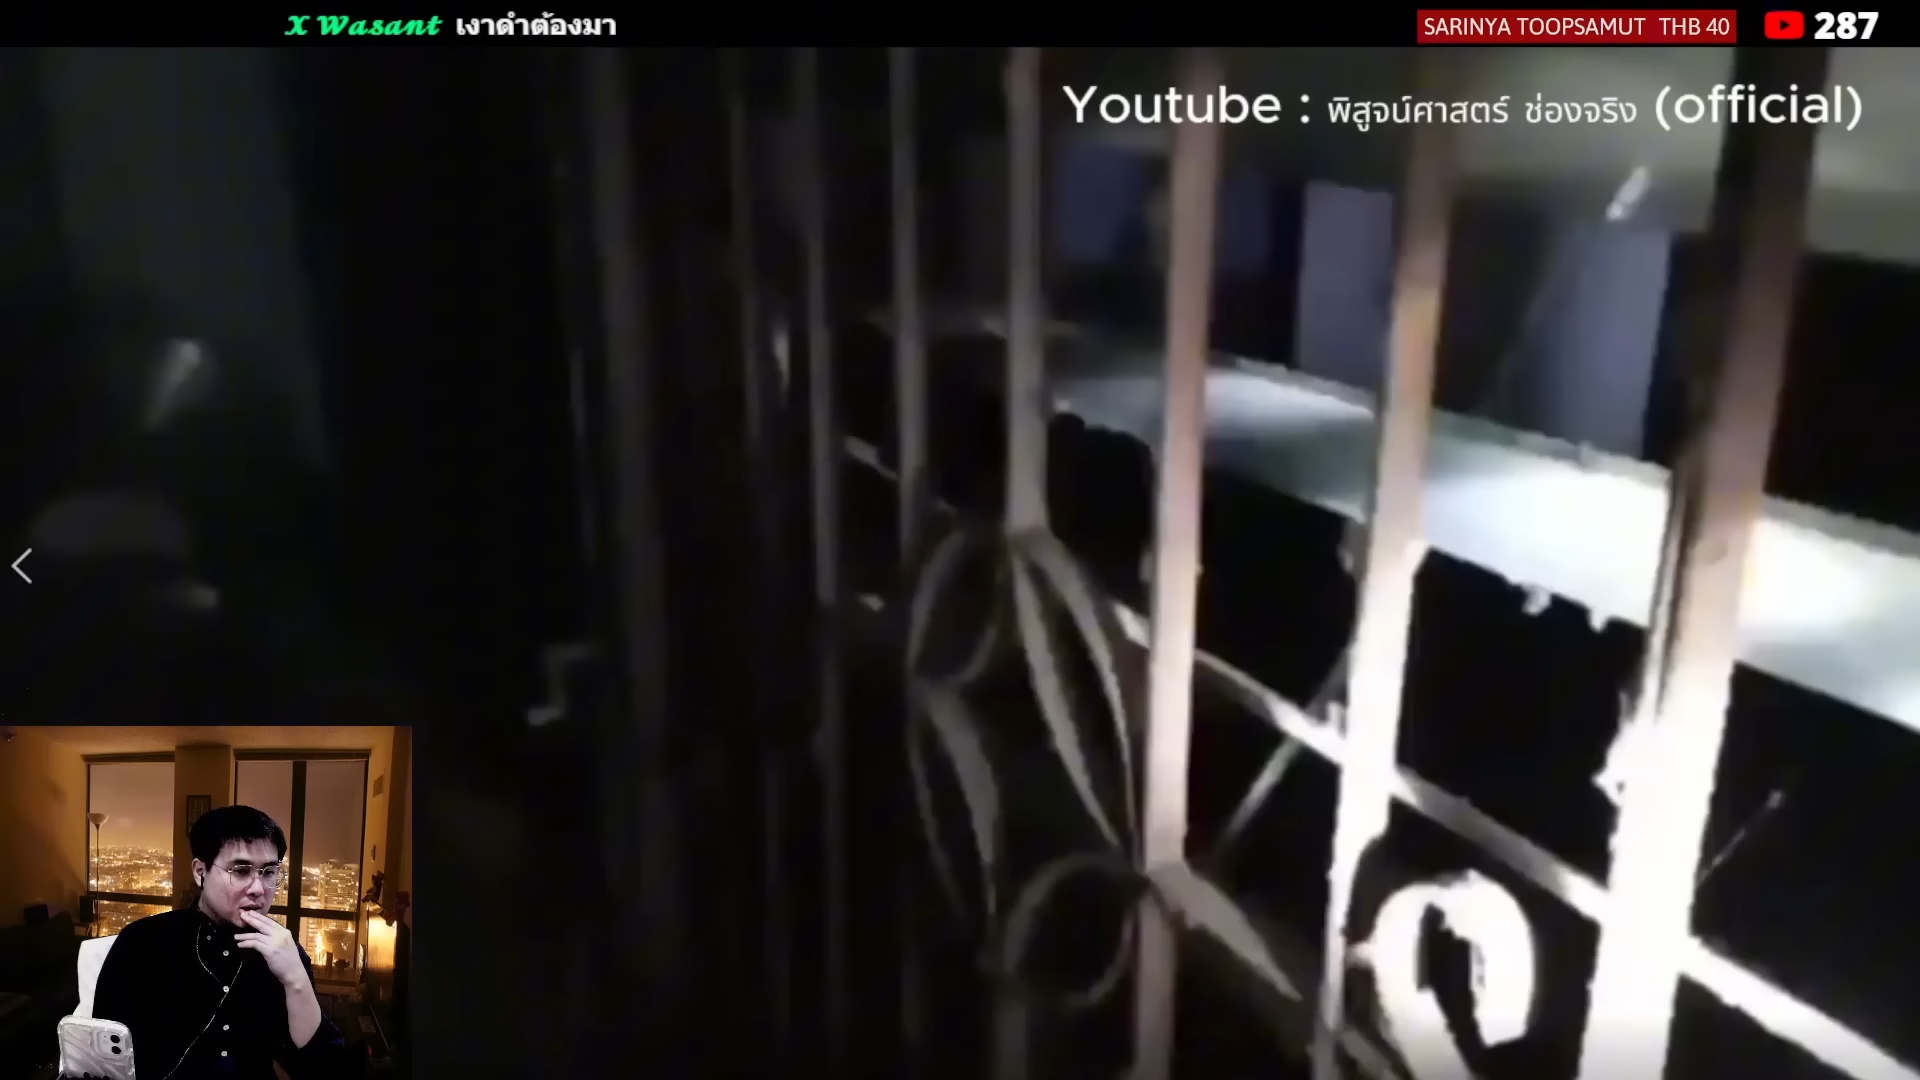 X Wasant เงาดำต้องมา
SARINYA TOOPSAMUT THB 40
287
Youtube : พิสูจน์ศาสตร์ ช่องจริง (official)